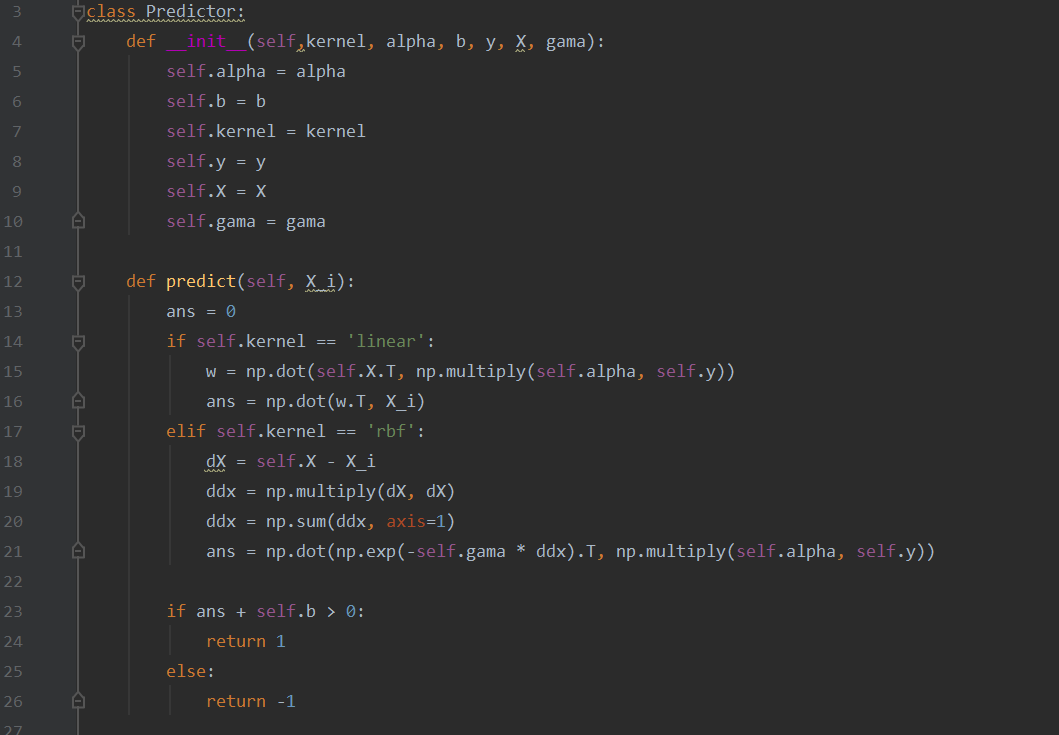 3 class Predictor:
4     def __init__(self,kernel, alpha, b, y, X, gama):
5         self.alpha = alpha
6         self.b = b
7         self.kernel = kernel
8         self.y = y
9         self.X = X
10         self.gama = gama
11
12     def predict(self, X_i):
13         ans = 0
14         if self.kernel == 'linear':
15             w = np.dot(self.X.T, np.multiply(self.alpha, self.y))
16             ans = np.dot(w.T, X_i)
17         elif self.kernel == 'rbf':
18             dX = self.X - X_i
19             ddx = np.multiply(dX, dX)
20             ddx = np.sum(ddx, axis=1)
21             ans = np.dot(np.exp(-self.gama * ddx).T, np.multiply(self.alpha, self.y))
22
23         if ans + self.b > 0:
24             return 1
25         else:
26             return -1
27